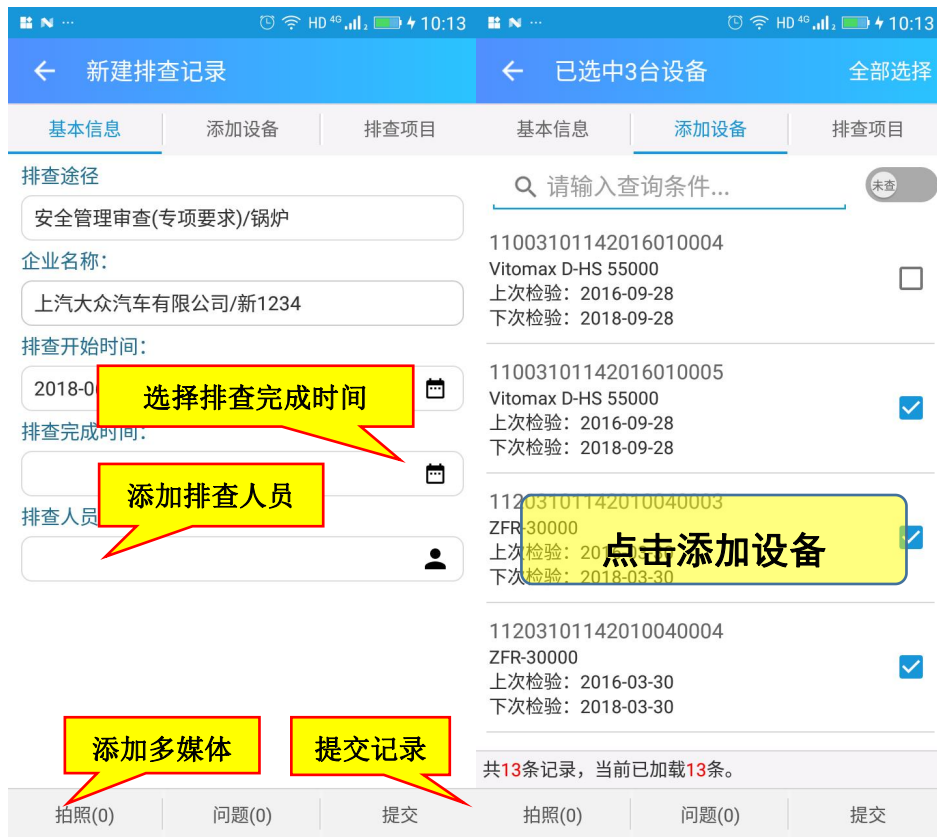 HD 4G 2 10:13
新建排查记录
基本信息 添加设备 排查项目
排查途径
安全管理审查(专项要求)/锅炉
企业名称：
上汽大众汽车有限公司/新1234
排查开始时间：
2018-0
选择排查完成时间
排查完成时间：
添加排查人员
排查人员
添加多媒体
提交记录
拍照(0) 问题(0) 提交
HD 4G 2 10:13
已选中3台设备 全部选择
基本信息 添加设备 排查项目
请输入查询条件... 未查
11003101142016010004
Vitomax D-HS 55000
上次检验：2016-09-28
下次检验：2018-09-28
11003101142016010005
Vitomax D-HS 55000
上次检验：2016-09-28
下次检验：2018-09-28
11203101142010040003
ZFR-30000
上次检验：2016-03-30
下次检验：2018-03-30
点击添加设备
11203101142010040004
ZFR-30000
上次检验：2016-03-30
下次检验：2018-03-30
共13条记录，当前已加载13条。
拍照(0) 问题(0) 提交